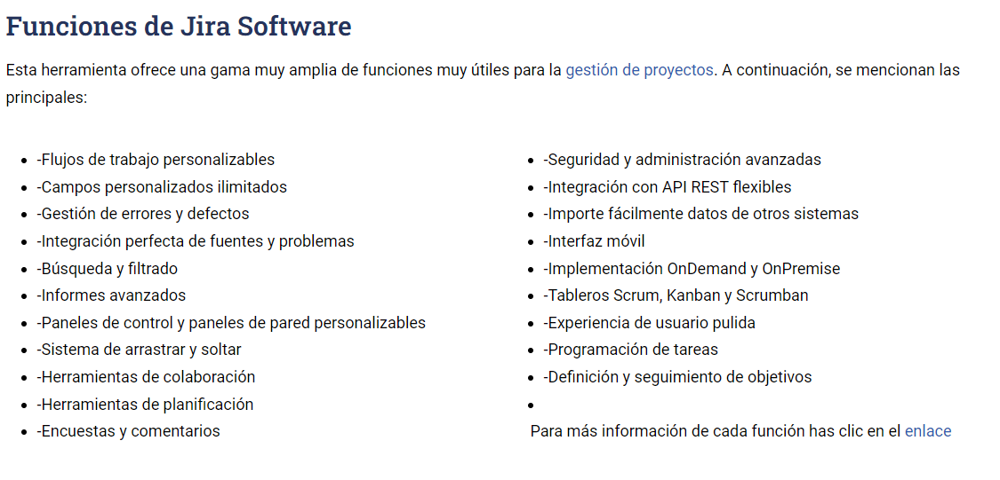 Funciones de Jira Software
Esta herramienta ofrece una gama muy amplia de funciones muy útiles para la gestión de proyectos. A continuación, se mencionan las
principales:
-Flujos de trabajo personalizables
-Campos personalizados ilimitados
-Gestión de errores y defectos
-Integración perfecta de fuentes y problemas
-Búsqueda y filtrado
-Informes avanzados
-Paneles de control y paneles de pared personalizables
-Sistema de arrastrar y soltar
-Herramientas de colaboración
-Herramientas de planificación
-Encuestas y comentarios
-Seguridad y administración avanzadas
-Integración con API REST flexibles
-Importe fácilmente datos de otros sistemas
-Interfaz móvil
-Implementación OnDemand y OnPremise
-Tableros Scrum, Kanban y Scrumban
-Experiencia de usuario pulida
-Programación de tareas
-Definición y seguimiento de objetivos
Para más información de cada función has clic en el enlace